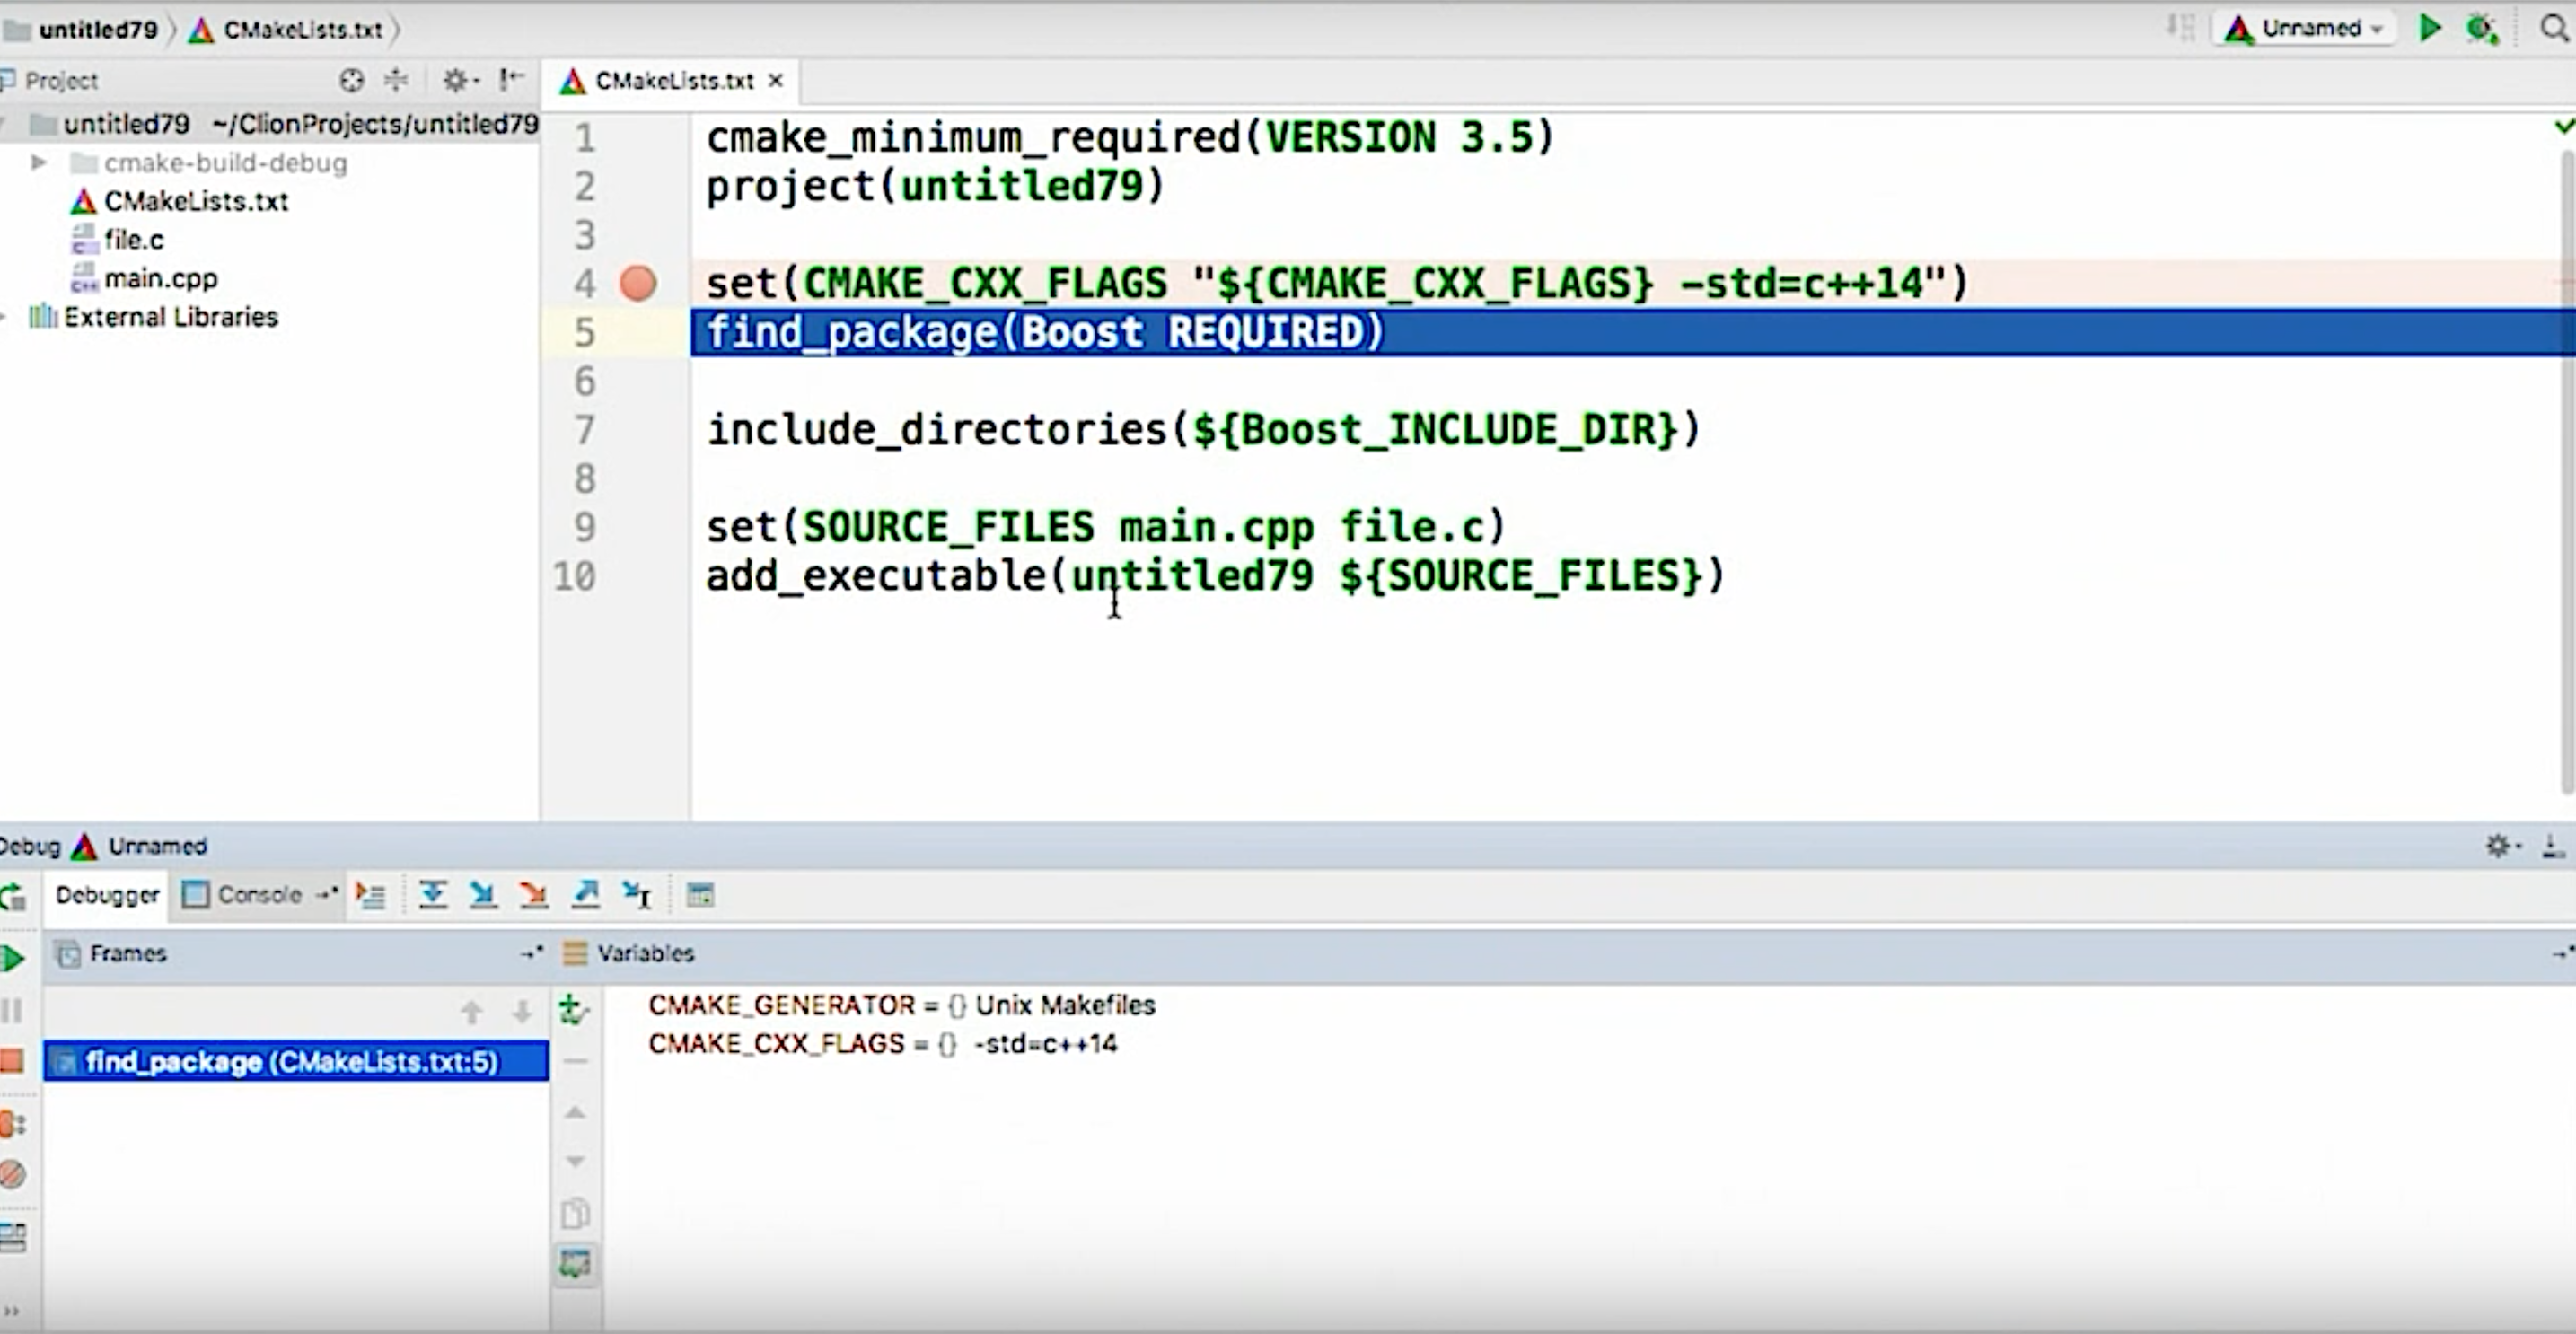 untitled79 CMakeLists.txt Unnamed
Project
CMakeLists.txt
untitled79 ~/ClionProjects/untitled79
cmake-build-debug
CMakeLists.txt
file.c
main.cpp
External Libraries
1 cmake_minimum_required(VERSION 3.5)
2 project(untitled79)
3
4 set(CMAKE_CXX_FLAGS "${CMAKE_CXX_FLAGS} -std=c++14")
5 find_package(Boost REQUIRED)
6
7 include_directories(${Boost_INCLUDE_DIR})
8
9 set(SOURCE_FILES main.cpp file.c)
10 add_executable(untitled79 ${SOURCE_FILES})
Debug Unnamed
Debugger Console
Frames
Variables
find_package (CMakeLists.txt:5)
CMAKE_GENERATOR = {} Unix Makefiles
CMAKE_CXX_FLAGS = {} -std=c++14